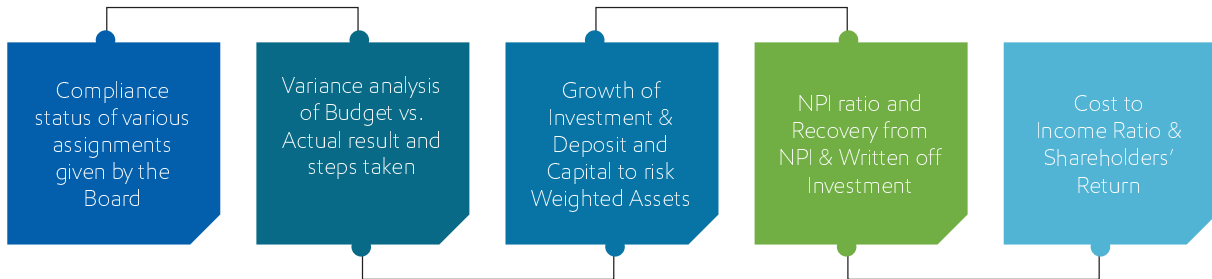 Compliance
status of various
assignments
given by the
Board
Variance analysis
of Budget vs.
Actual result and
steps taken
Growth of
Investment &
Deposit and
Capital to risk
Weighted Assets
NPI ratio and
Recovery from
NPI & Written off
Investment
Cost to
Income Ratio &
Shareholders’
Return